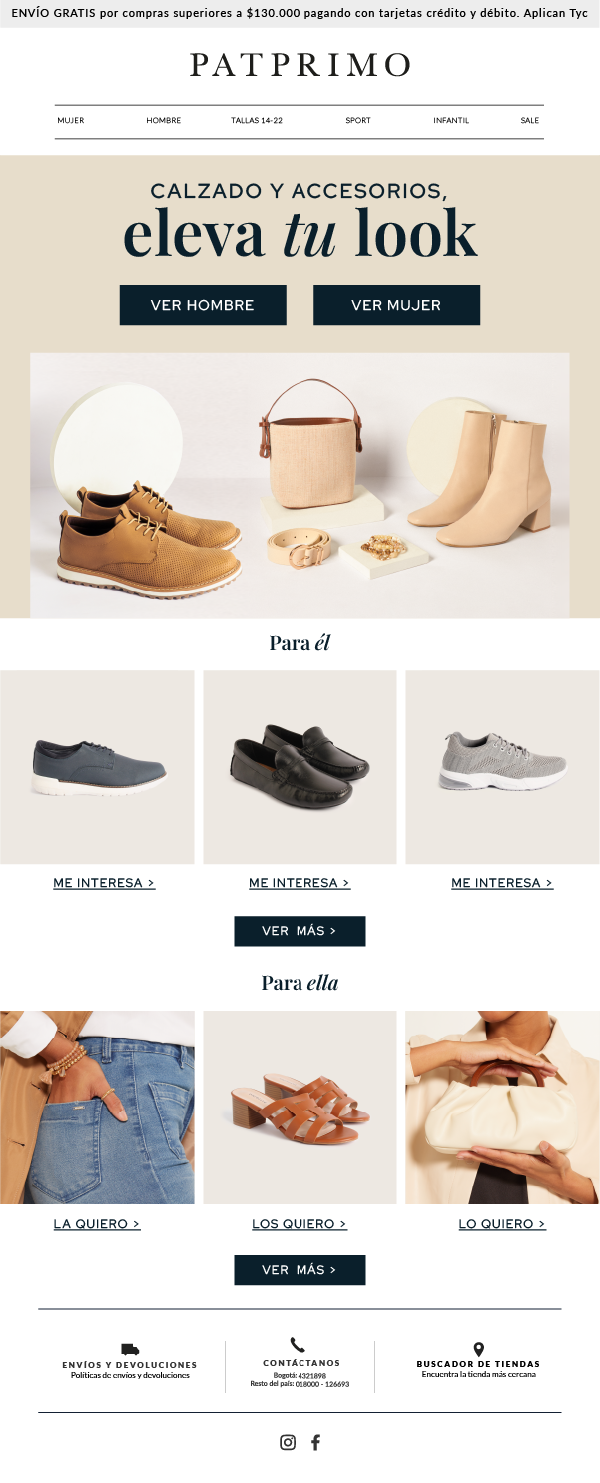 ENVÍO GRATIS por compras superiores a $130.000 pagando con tarjetas crédito y débito. Aplican Tyc
PATPRIMO
MUJER HOMBRE TALLAS 14-22 SPORT INFANTIL SALE
CALZADO Y ACCESORIOS,
eleva tu look
VER HOMBRE VER MUJER
Para él
ME INTERESA > ME INTERESA > ME INTERESA >
VER MÁS >
Para ella
LA QUIERO > LOS QUIERO > LO QUIERO >
VER MÁS >
ENVÍOS Y DEVOLUCIONES
Políticas de envíos y devoluciones
CONTÁCTANOS
Bogotá: 4321898
Resto del país: 018000 - 126693
BUSCADOR DE TIENDAS
Encuentra la tienda más cercana